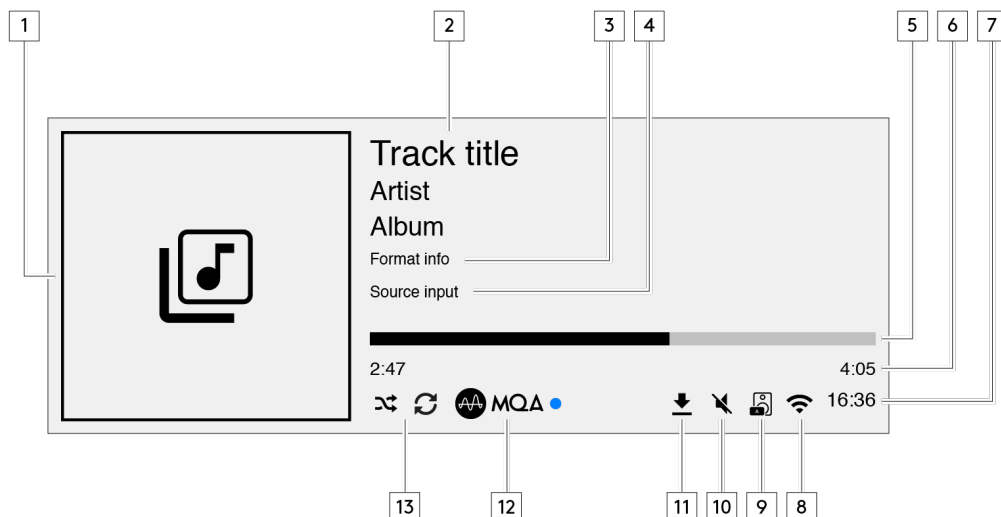 1 2 3 4 5 6 7
Track title
Artist
Album
Format info
Source input
2:47 4:05
MQA 16:36
13 12 11 10 9 8